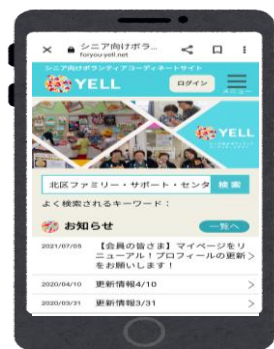 シニア向けボラ...
foryou-yell.net
シニア向けボランティアコーディネートサイト
YELL
ログイン
メニュー
YELL
北区ファミリー・サポート・センタ
検索
よく検索されるキーワード：
お知らせ
一覧へ
2021/07/05
【会員の皆さま】マイページをリ
ニューアル！プロフィールの更新
をお願いします！
2020/04/10
更新情報4/10
2020/03/31
更新情報3/31